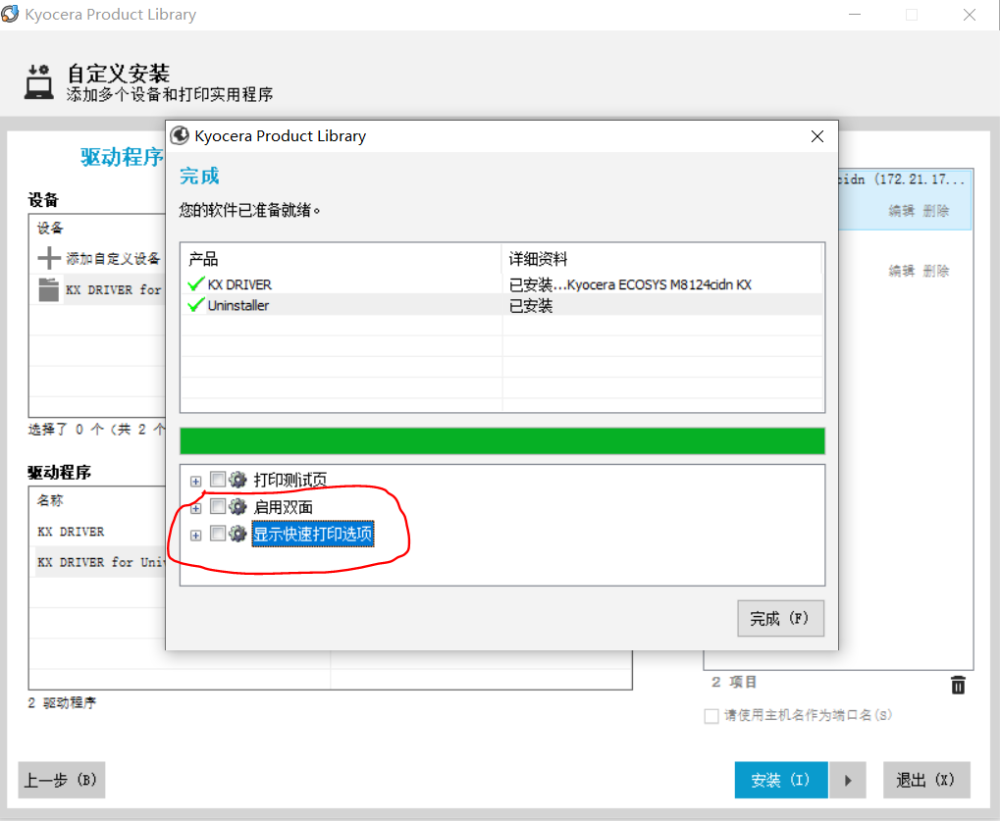 Kyocera Product Library
自定义安装
添加多个设备和打印实用程序
驱动程序
设备
设备
添加自定义设备
KX DRIVER for
选择了 0 个 (共 2 个
驱动程序
名称
KX DRIVER
KX DRIVER for Uni
2 驱动程序
Kyocera Product Library
完成
您的软件已准备就绪。
产品 详细资料
KX DRIVER 已安装...Kyocera ECOSYS M8124cidn KX
Uninstaller 已安装
打印测试页
启用双面
显示快速打印选项
完成 (F)
cidn (172.21.17...
编辑 删除
编辑 删除
2 项目
请使用主机名作为端口名(S)
上一步 (B)
安装 (I)
退出 (X)